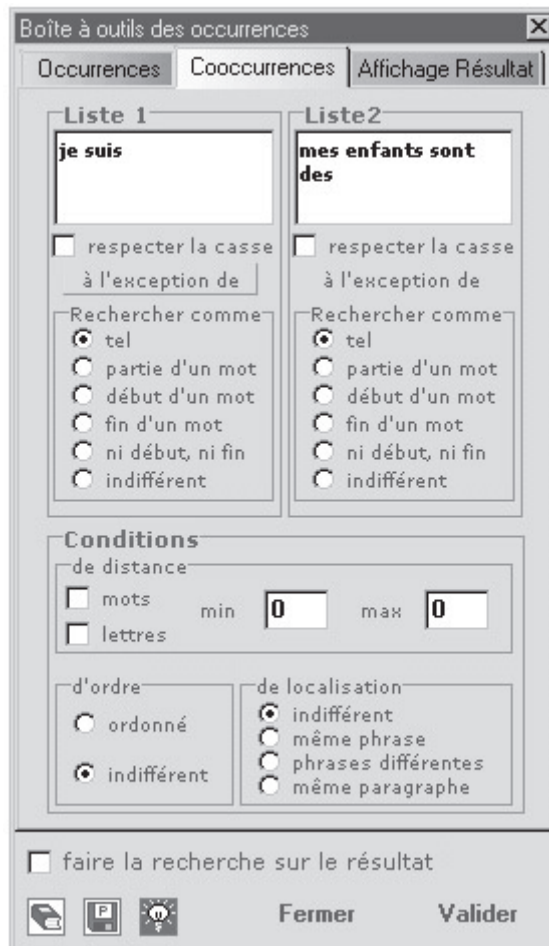 Boîte à outils des occurrences
Occurrences Cooccurrences Affichage Résultat
Liste 1
je suis
respecter la casse
à l'exception de
Rechercher comme
tel
partie d'un mot
début d'un mot
fin d'un mot
ni début, ni fin
indifférent
Liste2
mes enfants sont
des
respecter la casse
à l'exception de
Rechercher comme
tel
partie d'un mot
début d'un mot
fin d'un mot
ni début, ni fin
indifférent
Conditions
de distance
mots
lettres
min 0 max 0
d'ordre
ordonné
indifférent
de localisation
indifférent
même phrase
phrases différentes
même paragraphe
faire la recherche sur le résultat
P
Fermer Valider